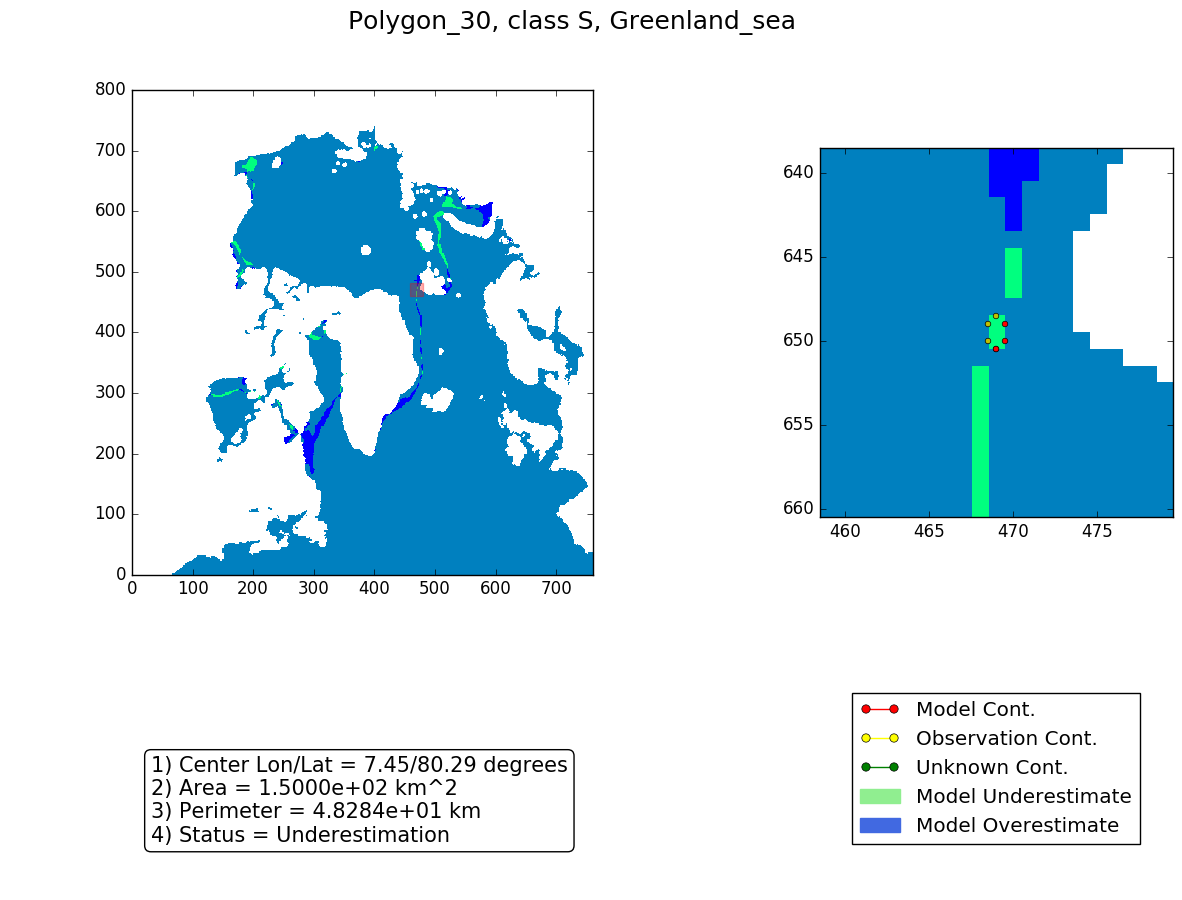 Polygon_30, class S, Greenland_sea
800
700
600
500
400
300
200
100
0
0 100 200 300 400 500 600 700
640
645
650
655
660
460 465 470 475
1) Center Lon/Lat = 7.45/80.29 degrees
2) Area = 1.5000e+02 km^2
3) Perimeter = 4.8284e+01 km
4) Status = Underestimation
Model Cont.
Observation Cont.
Unknown Cont.
Model Underestimate
Model Overestimate